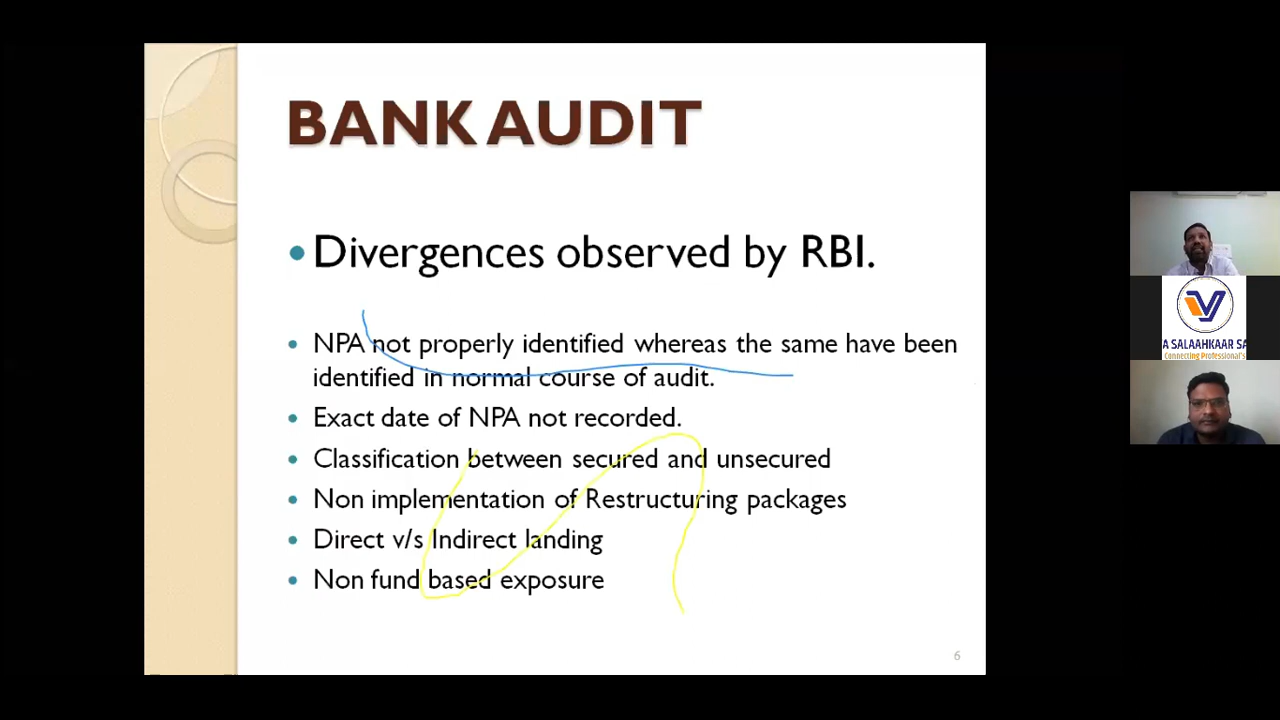 BANK AUDIT
Divergences observed by RBI.
NPA not properly identified whereas the same have been
identified in normal course of audit.
Exact date of NPA not recorded.
Classification between secured and unsecured
Non implementation of Restructuring packages
Direct v/s Indirect landing
Non fund based exposure
6
A SALAAHKAAR SA
Connecting Professional's